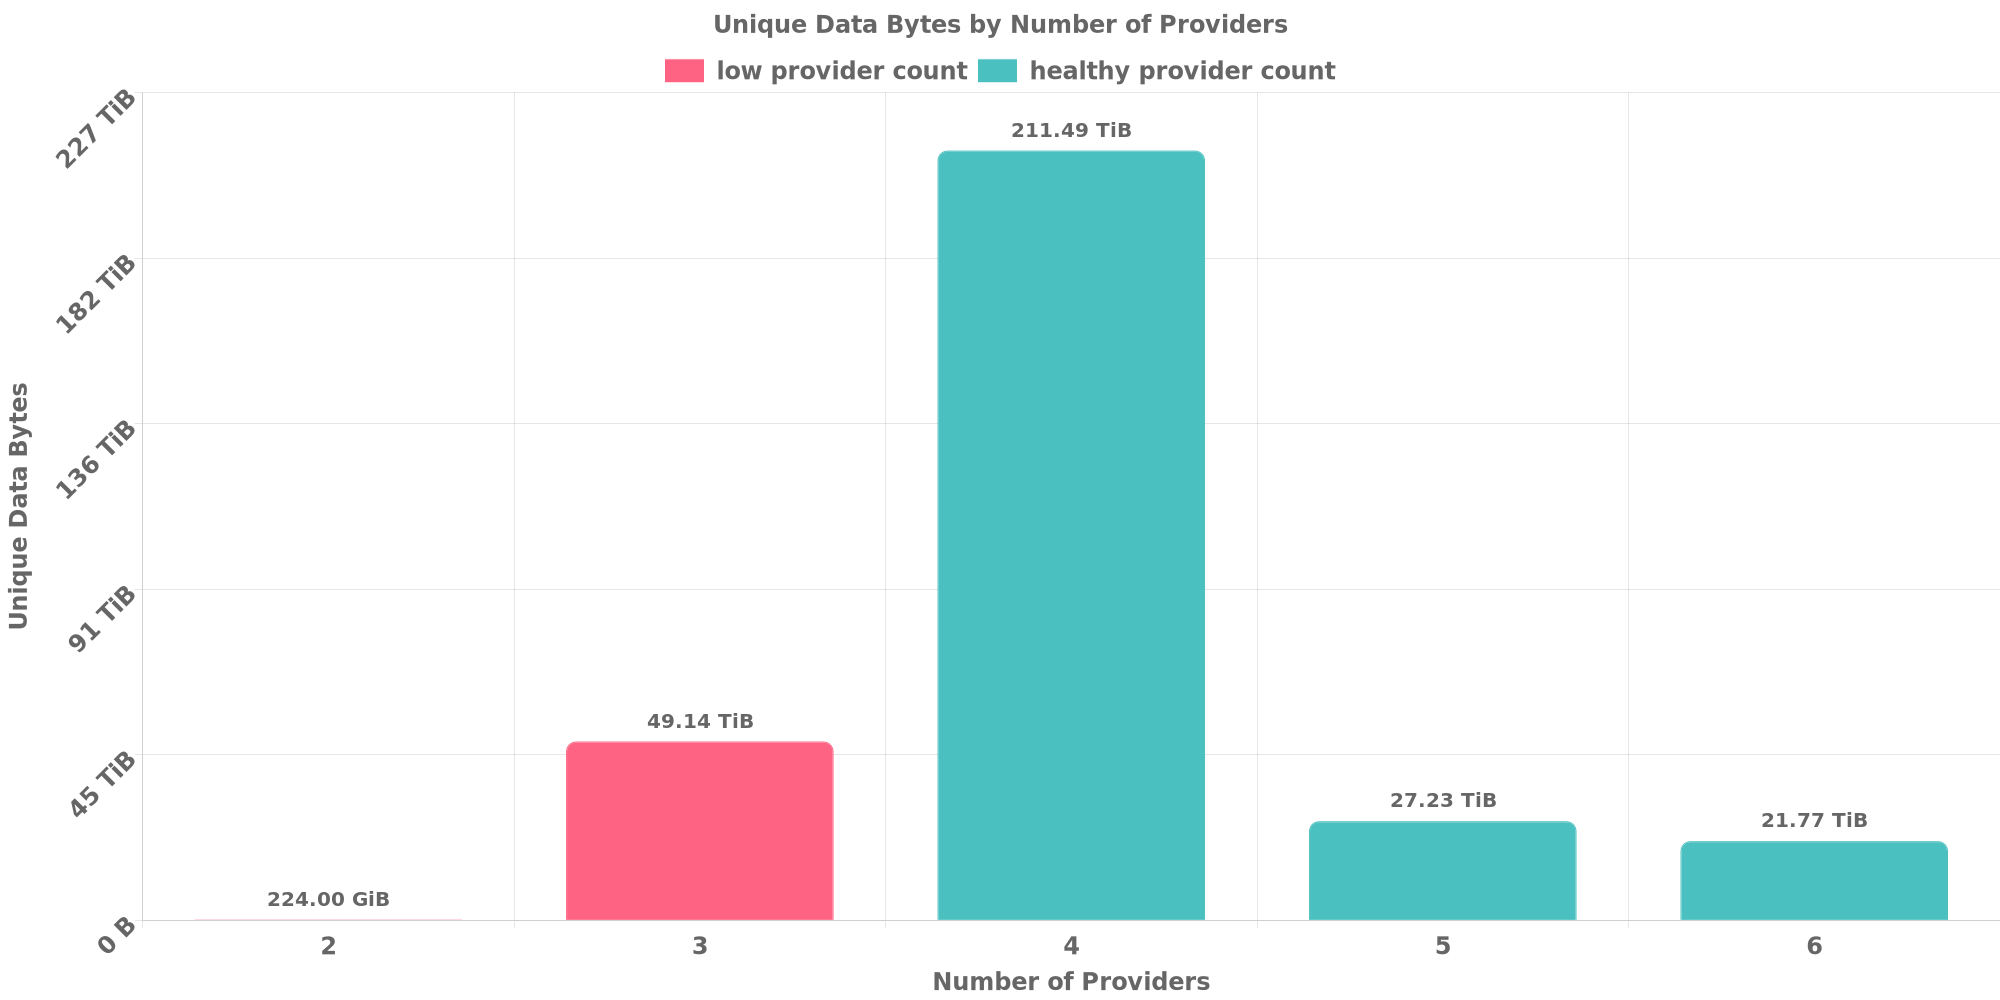 Unique Data Bytes by Number of Providers
low provider count healthy provider count
227 TiB
182 TiB
136 TiB
91 TiB
45 TiB
0 B
Unique Data Bytes
224.00 GiB
49.14 TiB
211.49 TiB
27.23 TiB
21.77 TiB
2 3 4 5 6
Number of Providers